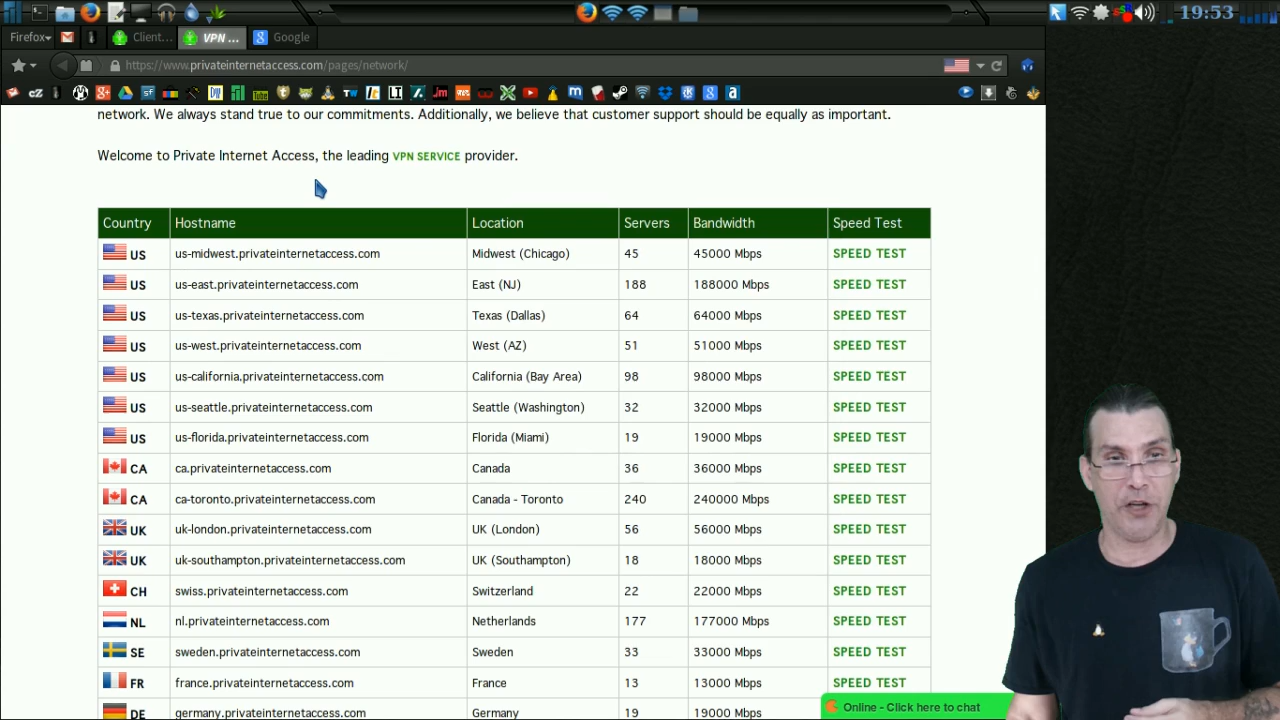 19:53
Firefox
Client...
VPN ...
Google
https://www.privateinternetaccess.com/pages/network/
network. We always stand true to our commitments. Additionally, we believe that customer support should be equally as important.
Welcome to Private Internet Access, the leading VPN SERVICE provider.
Country Hostname Location Servers Bandwidth Speed Test
US us-midwest.privateinternetaccess.com Midwest (Chicago) 45 45000 Mbps SPEED TEST
US us-east.privateinternetaccess.com East (NJ) 188 188000 Mbps SPEED TEST
US us-texas.privateinternetaccess.com Texas (Dallas) 64 64000 Mbps SPEED TEST
US us-west.privateinternetaccess.com West (AZ) 51 51000 Mbps SPEED TEST
US us-california.privateinternetaccess.com California (Bay Area) 98 98000 Mbps SPEED TEST
US us-seattle.privateinternetaccess.com Seattle (Washington) 32 32000 Mbps SPEED TEST
US us-florida.privateinternetaccess.com Florida (Miami) 19 19000 Mbps SPEED TEST
CA ca.privateinternetaccess.com Canada 36 36000 Mbps SPEED TEST
CA ca-toronto.privateinternetaccess.com Canada - Toronto 240 240000 Mbps SPEED TEST
UK uk-london.privateinternetaccess.com UK (London) 56 56000 Mbps SPEED TEST
UK uk-southampton.privateinternetaccess.com UK (Southampton) 18 18000 Mbps SPEED TEST
CH swiss.privateinternetaccess.com Switzerland 22 22000 Mbps SPEED TEST
NL nl.privateinternetaccess.com Netherlands 177 177000 Mbps SPEED TEST
SE sweden.privateinternetaccess.com Sweden 33 33000 Mbps SPEED TEST
FR france.privateinternetaccess.com France 13 13000 Mbps SPEED TEST
DE germany.privateinternetaccess.com Germany 19 19000 Mbps
Online - Click here to chat